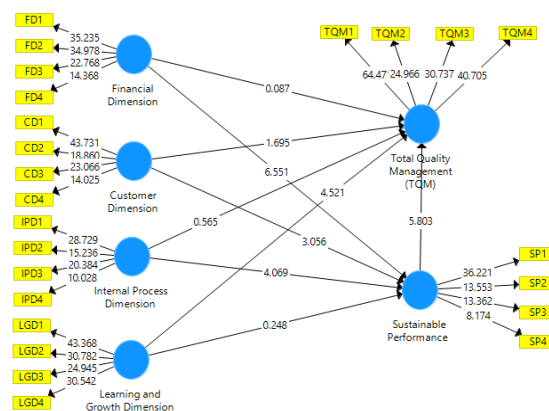 FD1
FD2
FD3
FD4
35.235
34.978
22.768
14.368
Financial
Dimension
CD1
CD2
CD3
CD4
43.731
18.860
23.066
14.025
Customer
Dimension
IPD1
IPD2
IPD3
IPD4
28.729
15.236
20.384
10.028
Internal Process
Dimension
LGD1
LGD2
LGD3
LGD4
43.368
30.782
24.945
30.542
Learning and
Growth Dimension
0.087
1.695
6.551
4.521
0.565
3.056
4.069
0.248
5.803
TQM1
TQM2
TQM3
TQM4
64.47
24.966
30.737
40.705
Total Quality
Management
(TQM)
SP1
SP2
SP3
SP4
36.221
13.553
13.362
8.174
Sustainable
Performance